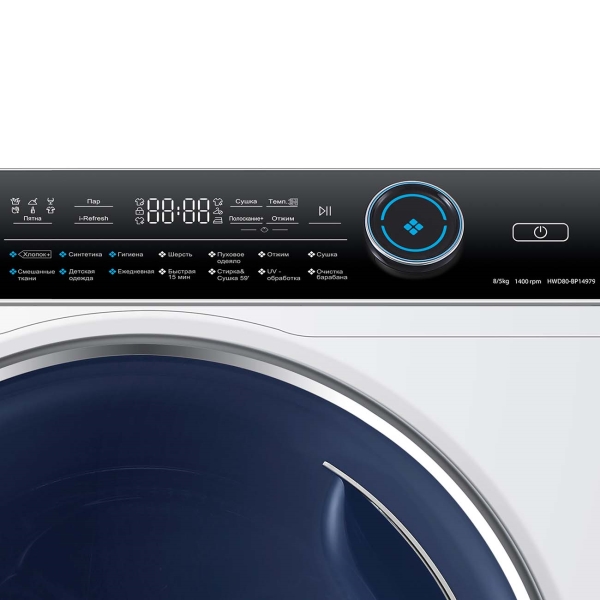 Пар
Сушка Темп.
88:88
Пятна i-Refresh Полоскание+ Отжим
Хлопок+ Синтетика Гигиена Шерсть Пуховое одеяло Отжим Сушка
Смешанные ткани Детская одежда Ежедневная Быстрая 15 мин Стирка& Сушка 59' UV - обработка Очистка барабана
8/5kg 1400 rpm HWD80-BP14979